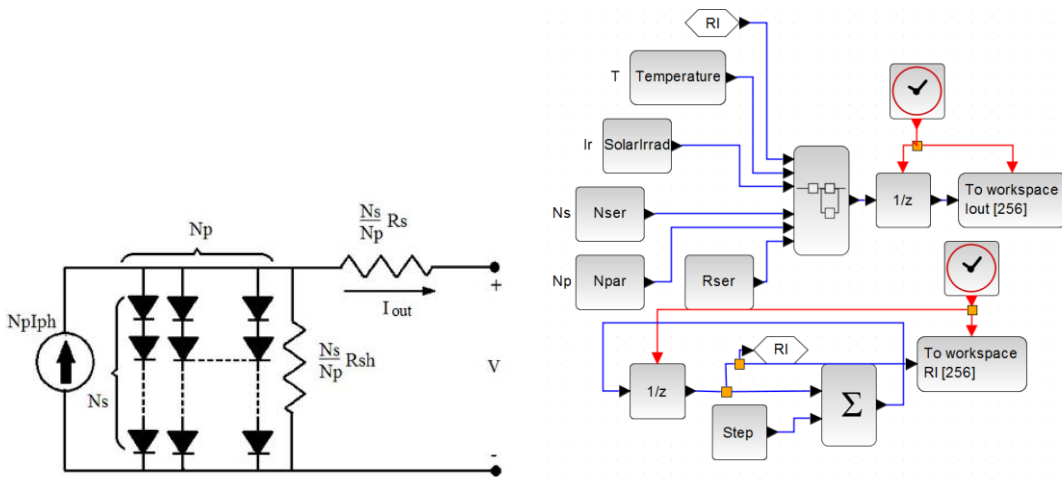 Np
Ns
Np
Rs
I out
NpIph
Ns
Ns
Np
Rsh
+
V
-
RI
T
Temperature
Ir
SolarIrrad
Ns
Nser
Np
Npar
Rser
1/z
To workspace
Iout [256]
RI
1/z
Step
Σ
To workspace
RI [256]